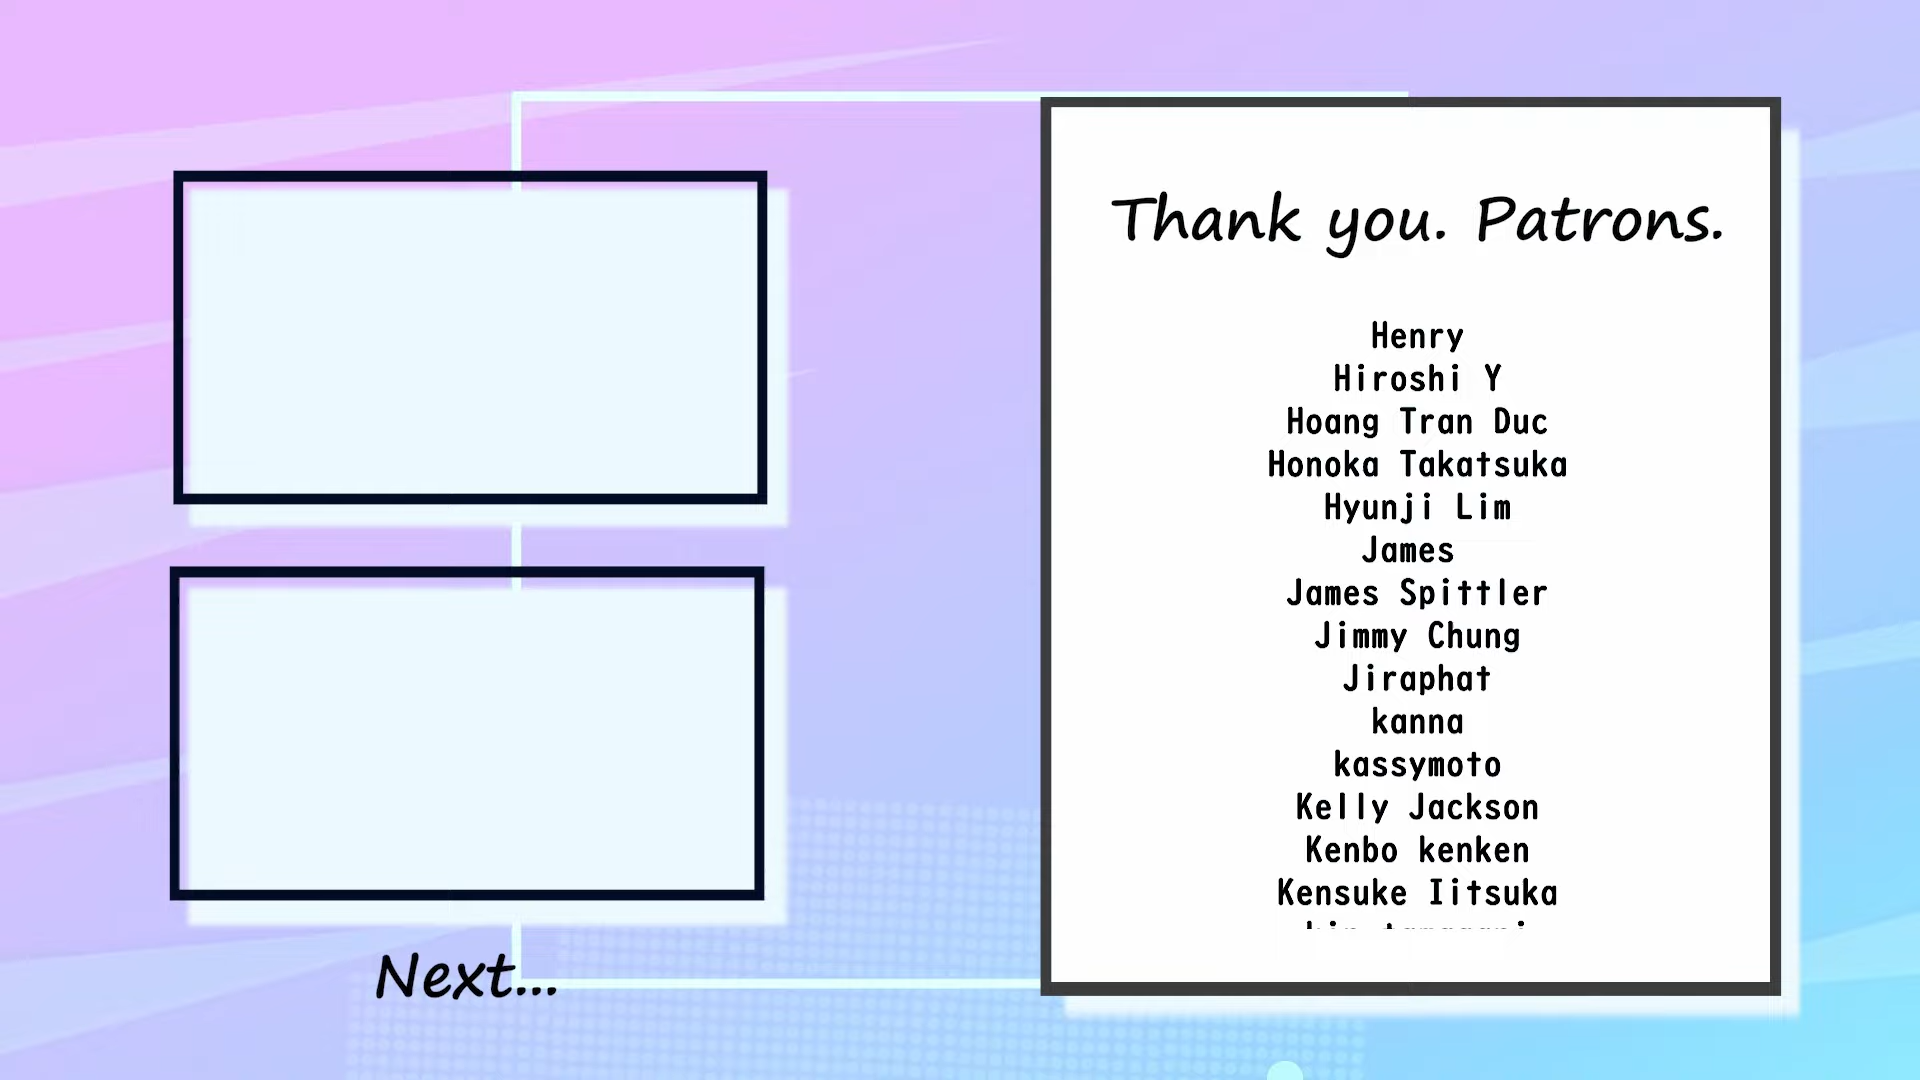 Thank you. Patrons.
Henry
Hiroshi Y
Hoang Tran Duc
Honoka Takatsuka
Hyunji Lim
James
James Spittler
Jimmy Chung
Jiraphat
kanna
kassymoto
Kelly Jackson
Kenbo kenken
Kensuke Iitsuka
Next...